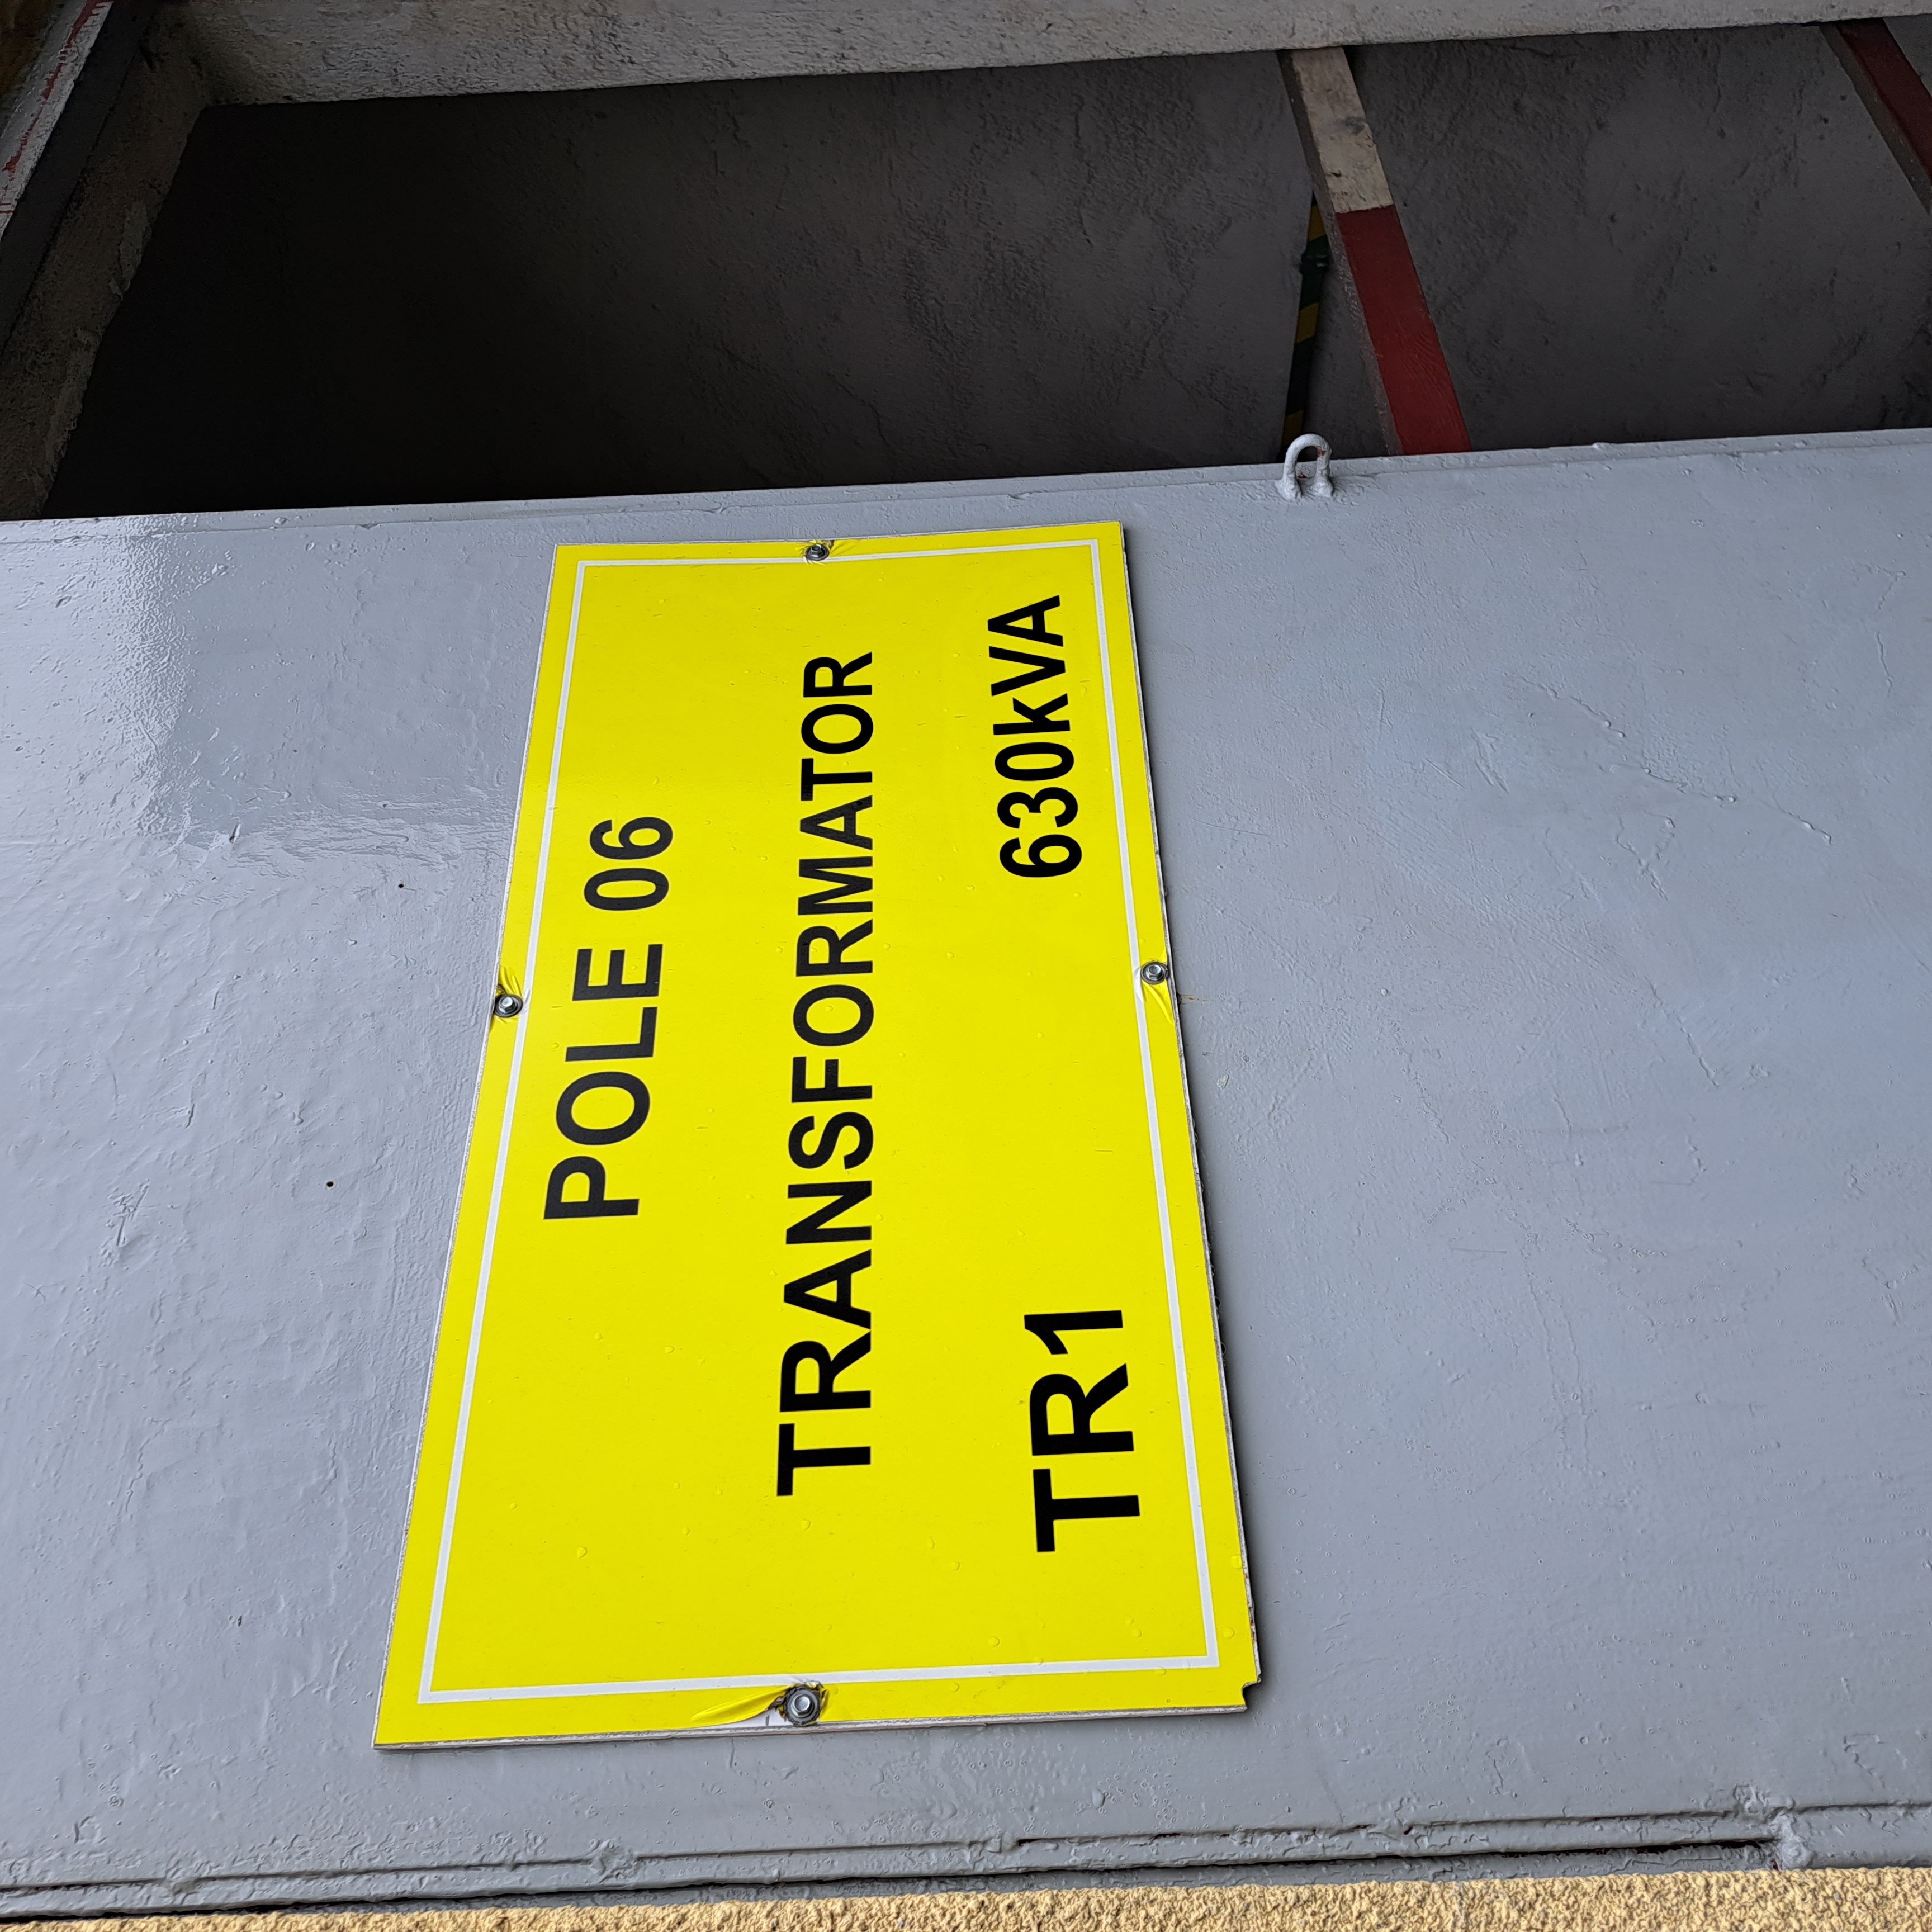 POLE 06
TRANSFORMATOR
TR1 630kVA